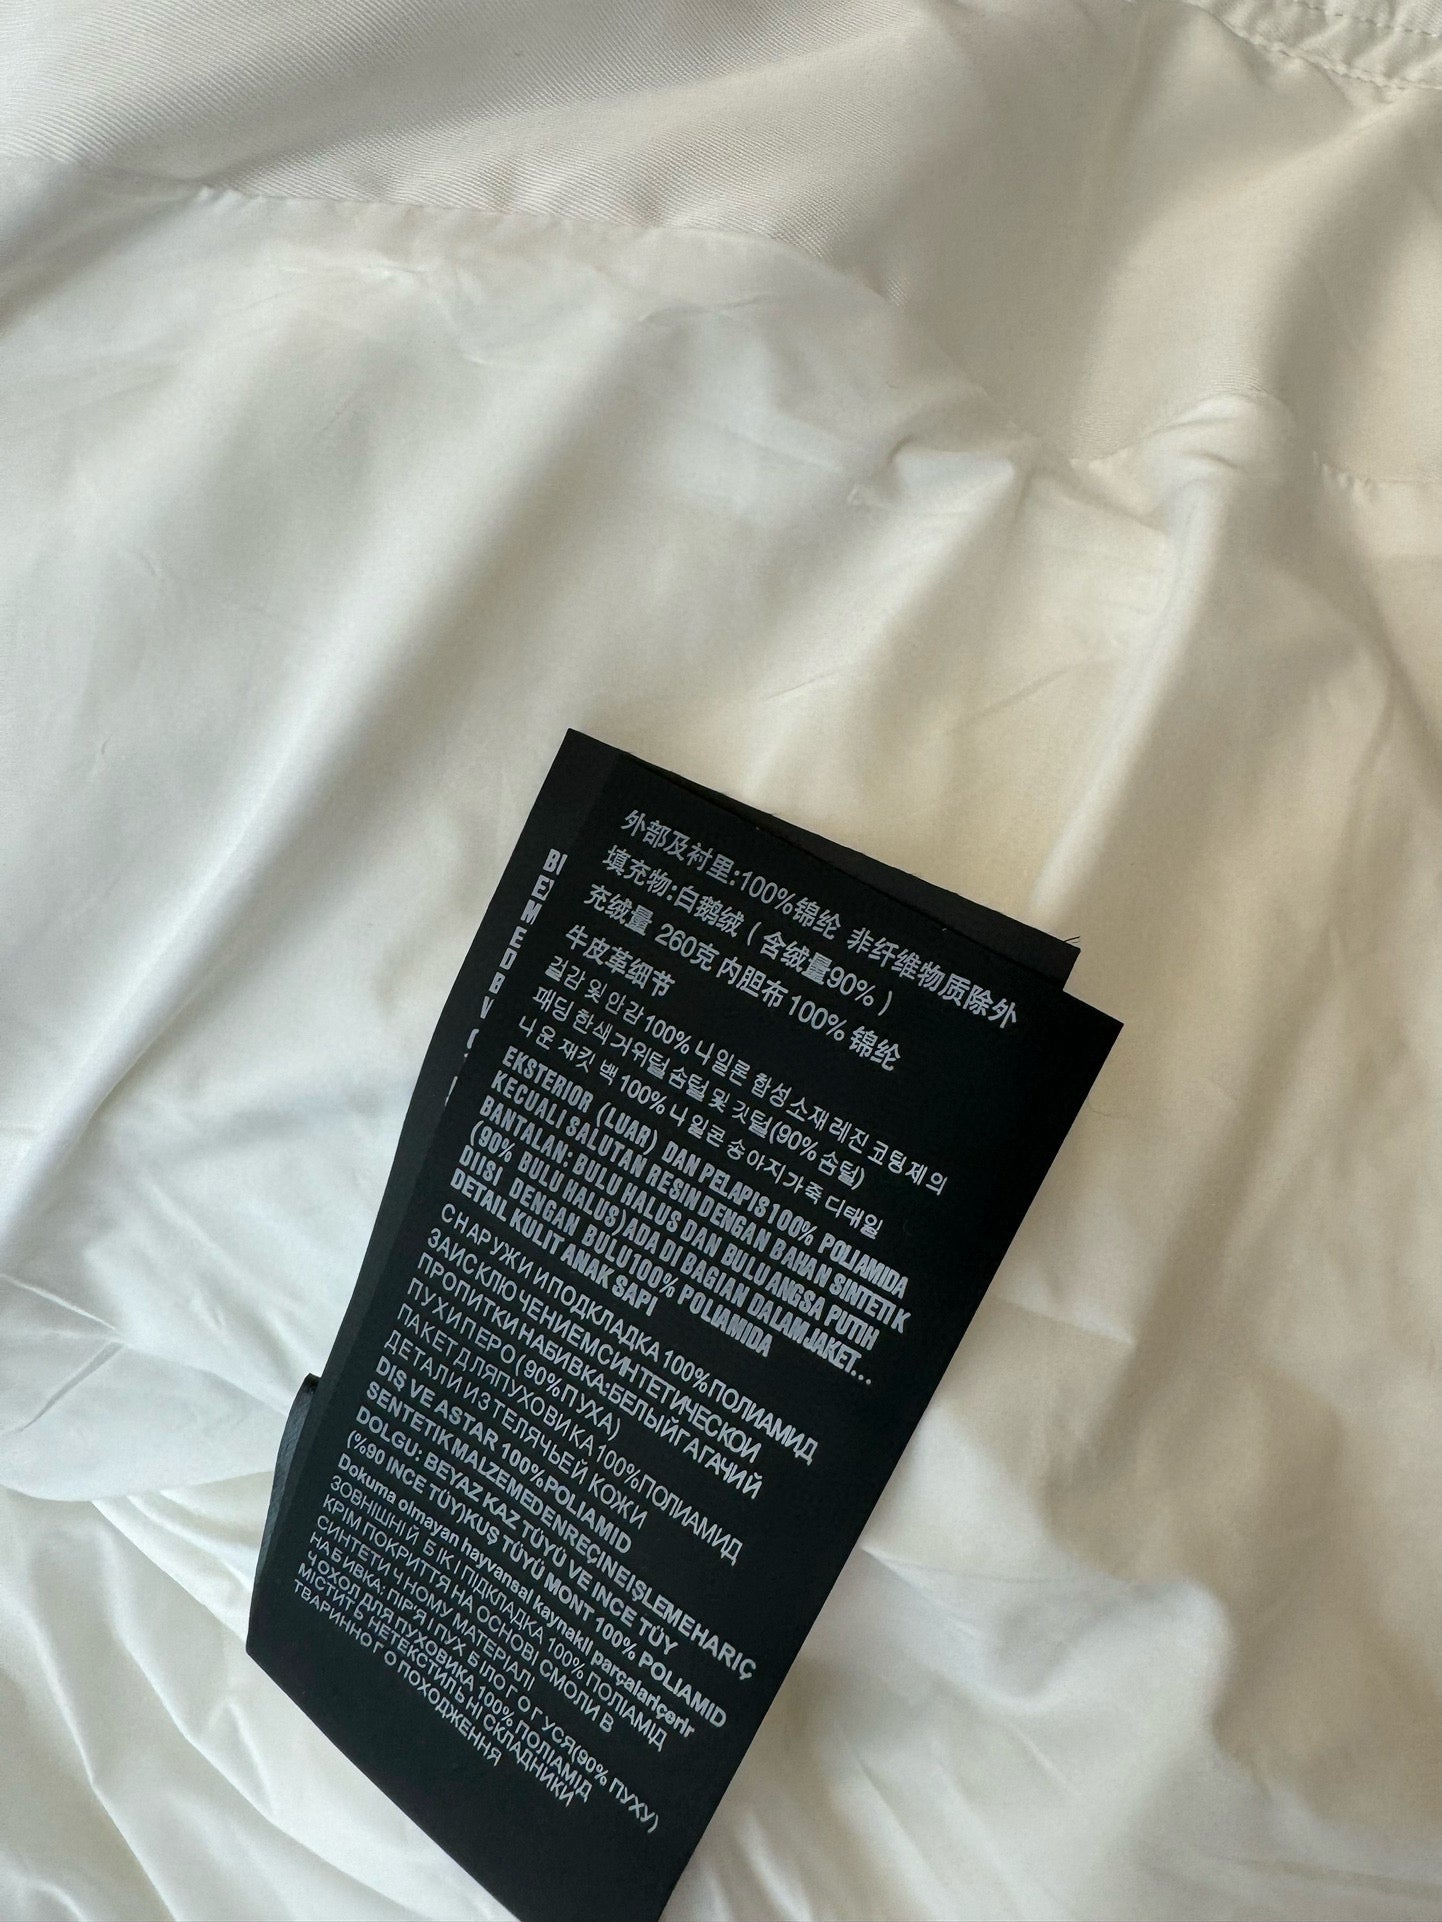 外部及衬里:100%锦纶 非纤维物质除外
填充物:白鹅绒 ( 含绒量90% )
充绒量 260克 内胆布 100% 锦纶
牛皮革细节
겉감 및 안감 100% 나일론 합성소재 레진 코팅제 의
패딩 한새 거위털 솜털 및 깃털(90% 솜털)
니운 재킷 백 100% 나일론 송아지가죽 디태일
EKSTERIOR (LUAR) DAN PELAPIS 100% POLIAMIDA
KECUALI SALUTAN RESIN DENGAN BAHAN SINTETIK
BANTALAN: BULU HALUS DAN BULU ANGSA PUTIH
(90% BULU HALUS)ADA DI BAGIAN DALAM JAKET...
DIISI DENGAN BULU 100% POLIAMIDA
DETAIL KULIT ANAK SAPI
СНАРУЖИ И ПОДКЛАДКА 100% ПОЛИАМИД
ЗАИСКЛЮЧЕНИЕМ СИНТЕТИЧЕСКОЙ
ПРОПИТКИ НАБИВКА:БЕЛЫЙ ГАГАЧИЙ
ПУХ И ПЕРО ( 90% ПУХА)
ПАКЕТ ДЛЯ ПУХОВИКА 100% ПОЛИАМИД
ДЕТАЛИ ИЗ ТЕЛЯЧЬЕЙ КОЖИ
DIŞ VE ASTAR 100%POLIAMID
SENTETIK MALZEMEDEN REÇINE IŞLEME HARIÇ
DOLGU: BEYAZ KAZ TÜYÜ VE INCE TÜY
(%90 INCE TÜY)KUŞ TÜYÜ MONT 100% POLIAMID
Dokuma olmayan hayvansal kaynakli parçalariçerir
ЗОВНІШНІЙ БІК І ПІДКЛАДКА 100% ПОЛІАМІД
КРІМ ПОКРИТТЯ НА ОСНОВІ СМОЛИ В
СИНТЕТИЧНОМУ МАТЕРІАЛІ
НАБИВКА: ПІР'Я І ПУХ БІЛОГО ГУСЯ(90% ПУХУ)
ЧОХОЛ ДЛЯ ПУХОВИКА 100% ПОЛІАМІД
МІСТИТЬ НЕТЕКСТИЛЬНІ СКЛАДНИКИ
ТВАРИННОГО ПОХОДЖЕННЯ